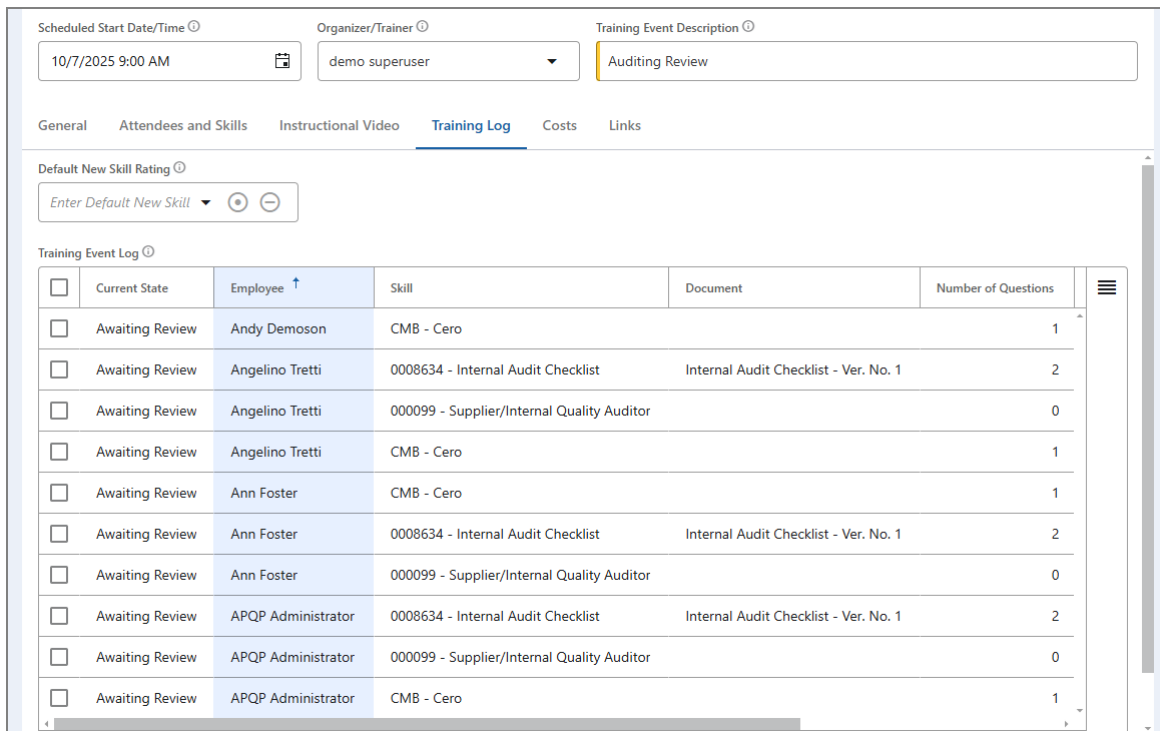 Scheduled Start Date/Time Organizer/Trainer Training Event Description
10/7/2025 9:00 AM demo superuser Auditing Review
General Attendees and Skills Instructional Video Training Log Costs Links
Default New Skill Rating
Enter Default New Skill
Training Event Log
Current State Employee Skill Document Number of Questions
Awaiting Review Andy Demoson CMB - Cero 1
Awaiting Review Angelino Tretti 0008634 - Internal Audit Checklist Internal Audit Checklist - Ver. No. 1 2
Awaiting Review Angelino Tretti 000099 - Supplier/Internal Quality Auditor 0
Awaiting Review Angelino Tretti CMB - Cero 1
Awaiting Review Ann Foster CMB - Cero 1
Awaiting Review Ann Foster 0008634 - Internal Audit Checklist Internal Audit Checklist - Ver. No. 1 2
Awaiting Review Ann Foster 000099 - Supplier/Internal Quality Auditor 0
Awaiting Review APQP Administrator 0008634 - Internal Audit Checklist Internal Audit Checklist - Ver. No. 1 2
Awaiting Review APQP Administrator 000099 - Supplier/Internal Quality Auditor 0
Awaiting Review APQP Administrator CMB - Cero 1